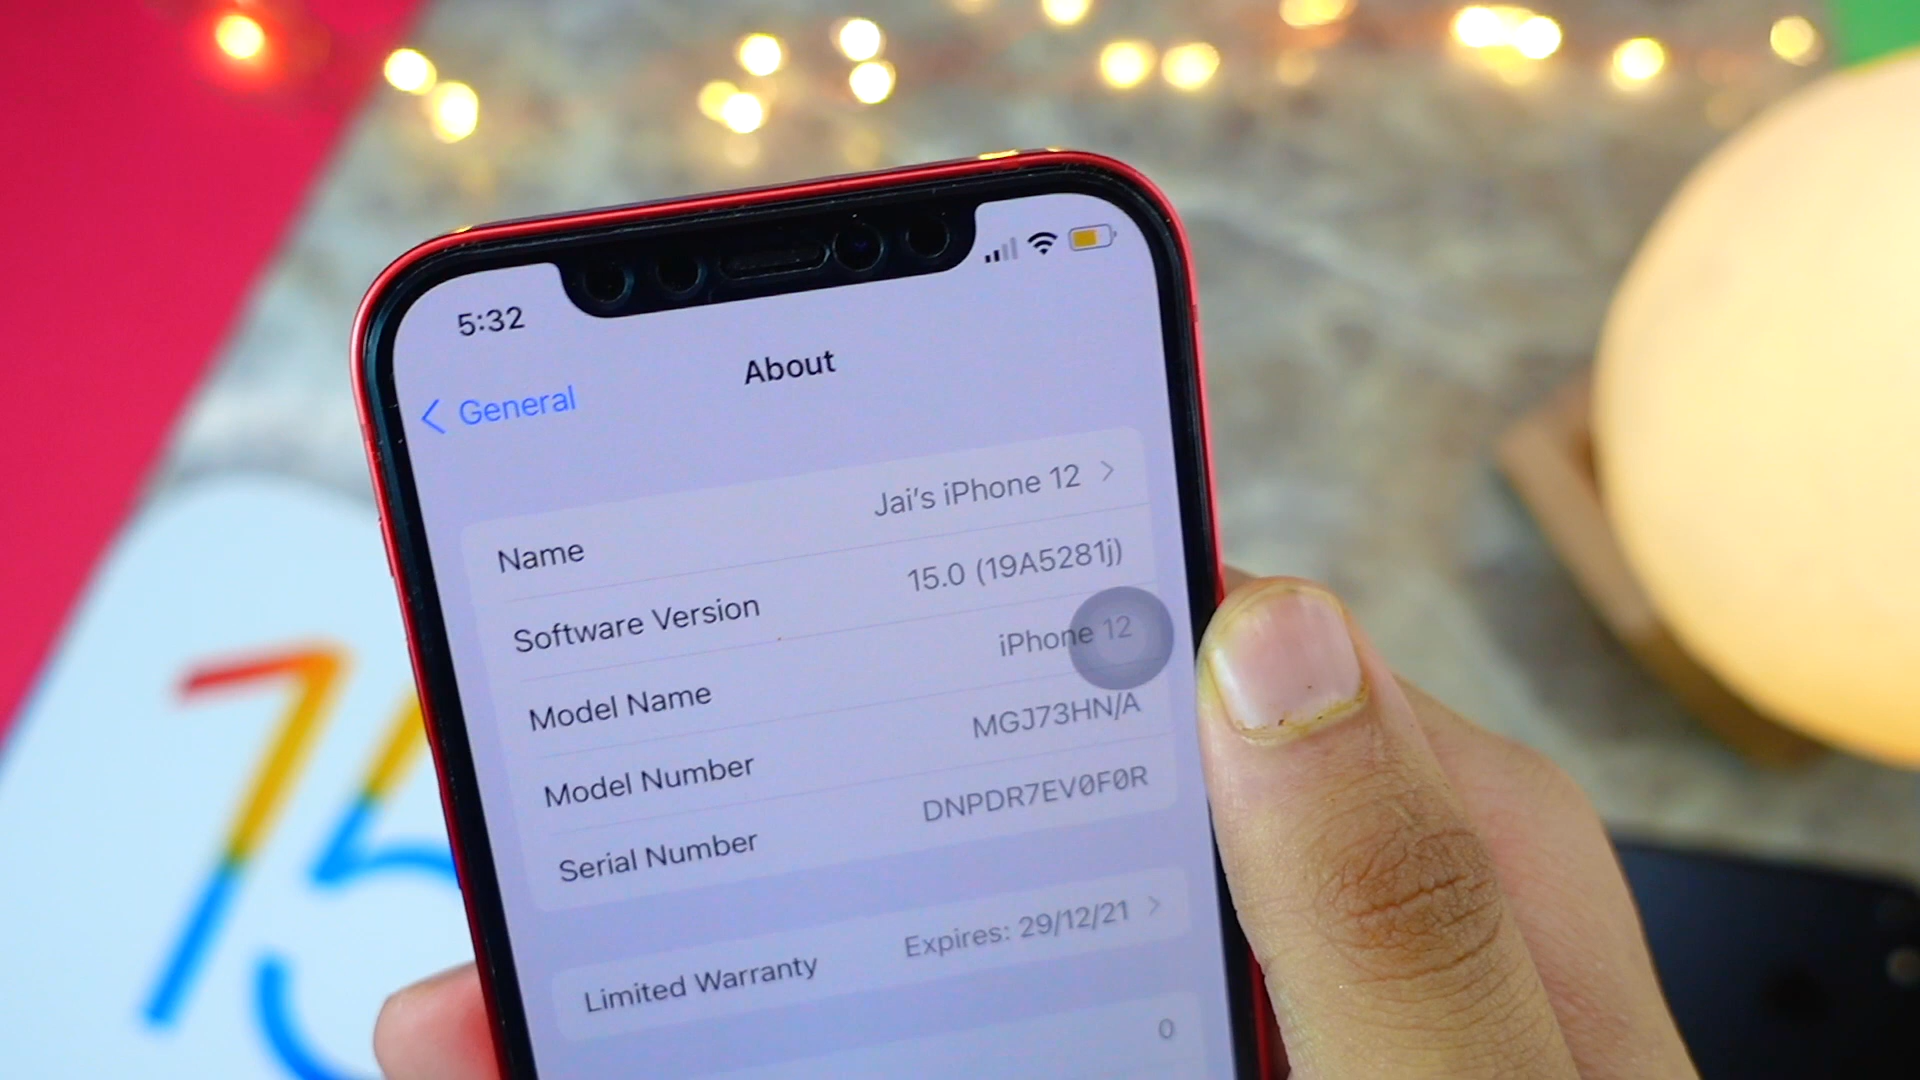 5:32
General
About
Name Jai's iPhone 12
Software Version 15.0 (19A5281j)
Model Name iPhone 12
Model Number MGJ73HN/A
Serial Number DNPDR7EV0F0R
Limited Warranty Expires: 29/12/21
0
15